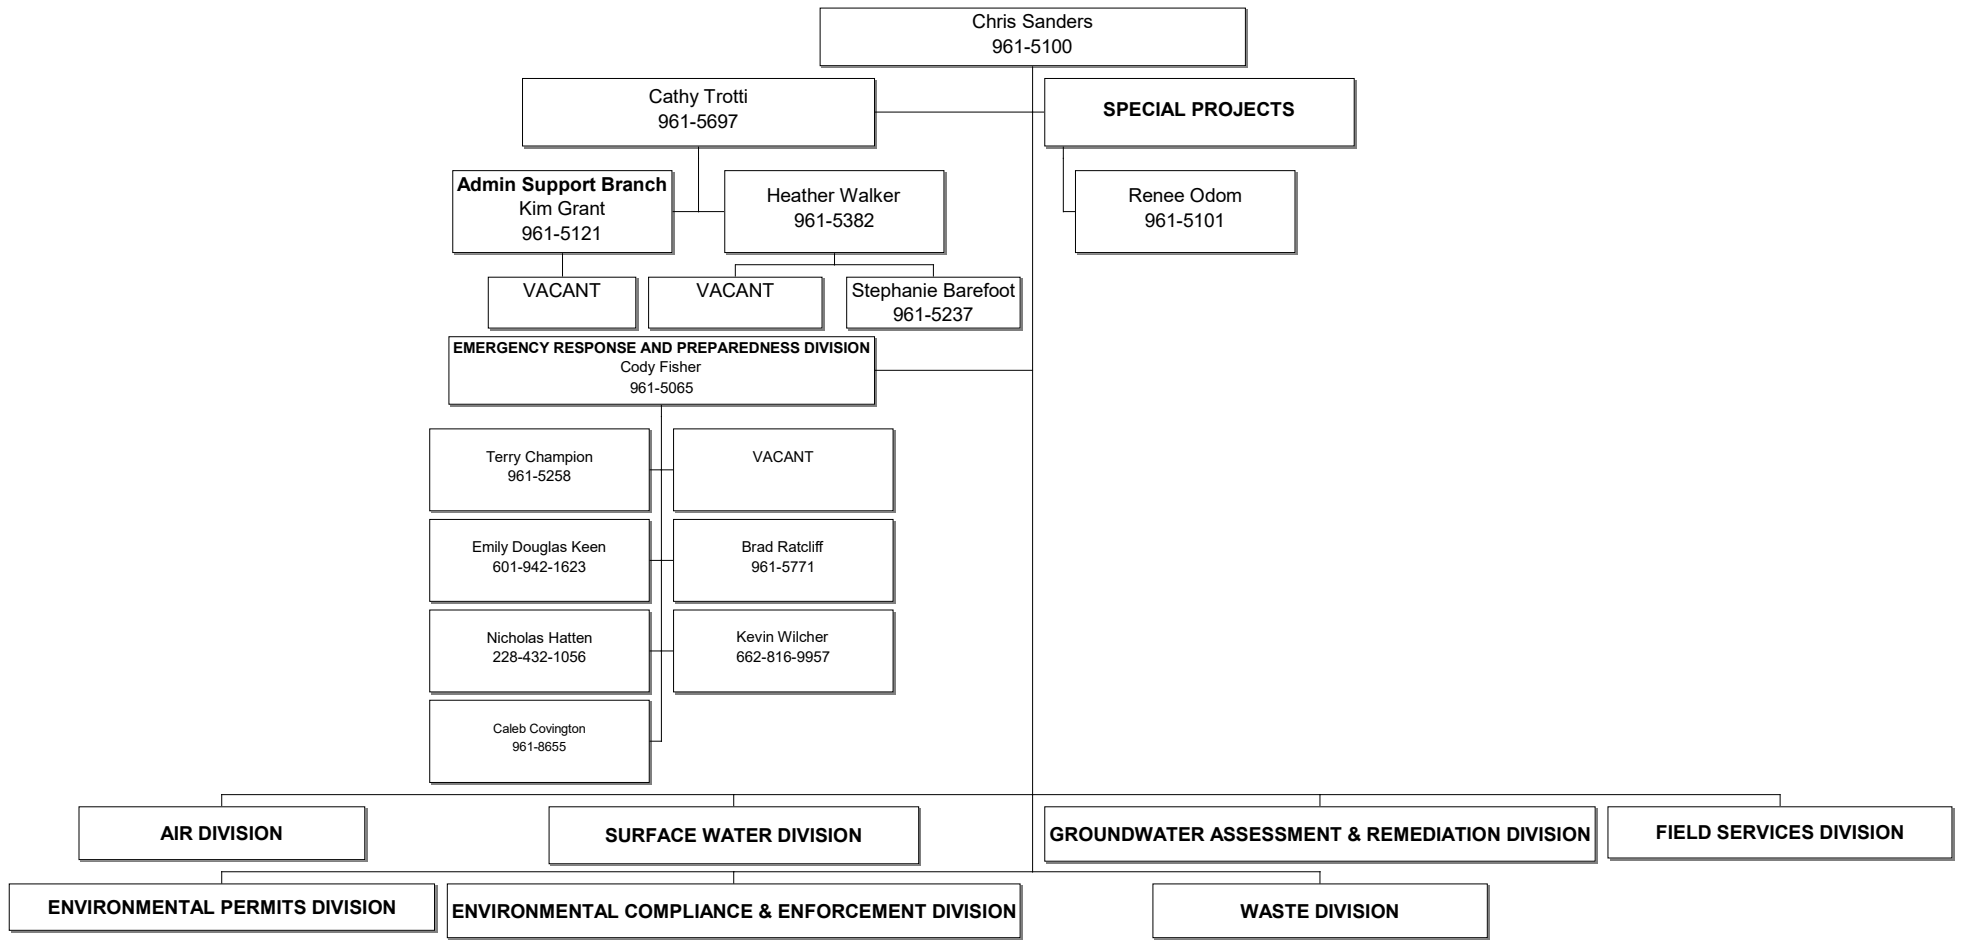 Chris Sanders
961-5100
Cathy Trotti
961-5697
SPECIAL PROJECTS
Admin Support Branch
Kim Grant
961-5121
Heather Walker
961-5382
Renee Odom
961-5101
VACANT
VACANT
Stephanie Barefoot
961-5237
EMERGENCY RESPONSE AND PREPAREDNESS DIVISION
Cody Fisher
961-5065
Terry Champion
961-5258
VACANT
Emily Douglas Keen
601-942-1623
Brad Ratcliff
961-5771
Nicholas Hatten
228-432-1056
Kevin Wilcher
662-816-9957
Caleb Covington
961-8655
AIR DIVISION
SURFACE WATER DIVISION
GROUNDWATER ASSESSMENT & REMEDIATION DIVISION
FIELD SERVICES DIVISION
ENVIRONMENTAL PERMITS DIVISION
ENVIRONMENTAL COMPLIANCE & ENFORCEMENT DIVISION
WASTE DIVISION